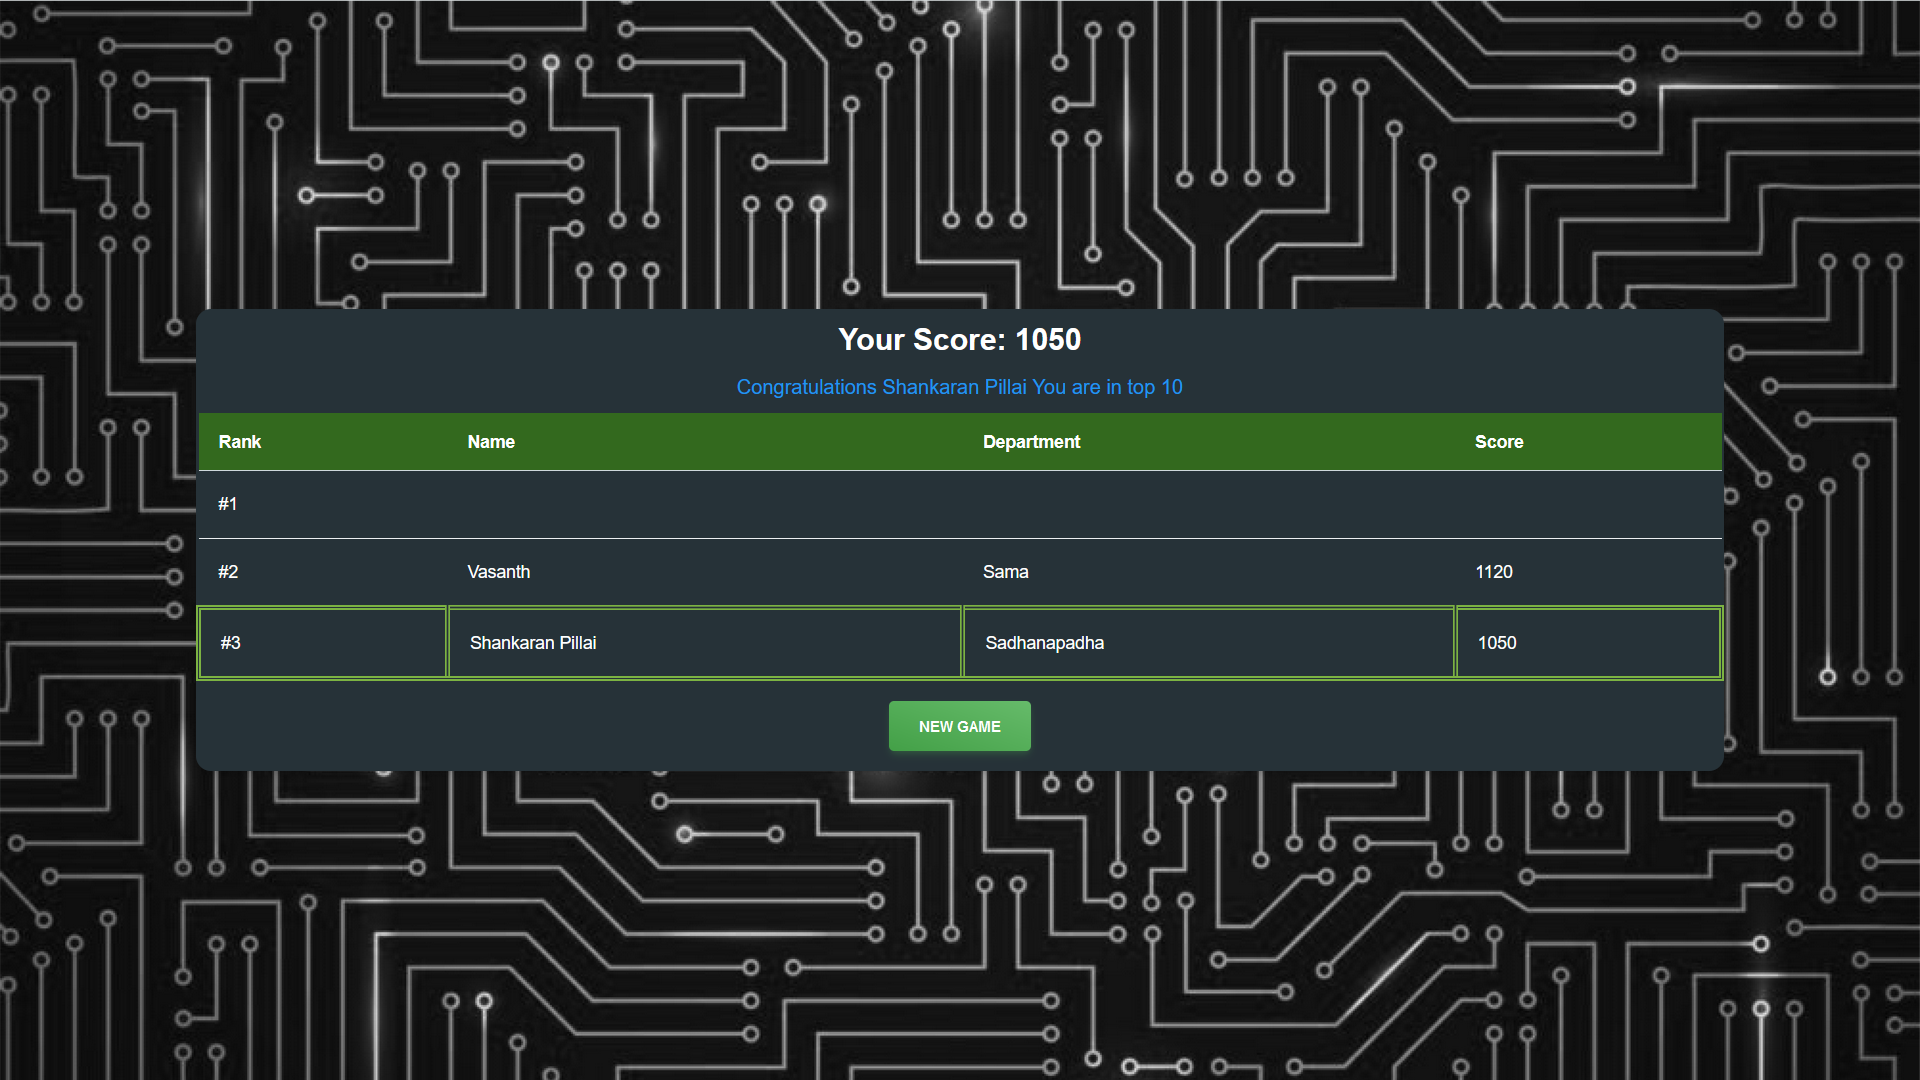 Your Score: 1050
Congratulations Shankaran Pillai You are in top 10
Rank Name Department Score
#1
#2 Vasanth Sama 1120
#3 Shankaran Pillai Sadhanapadha 1050
NEW GAME